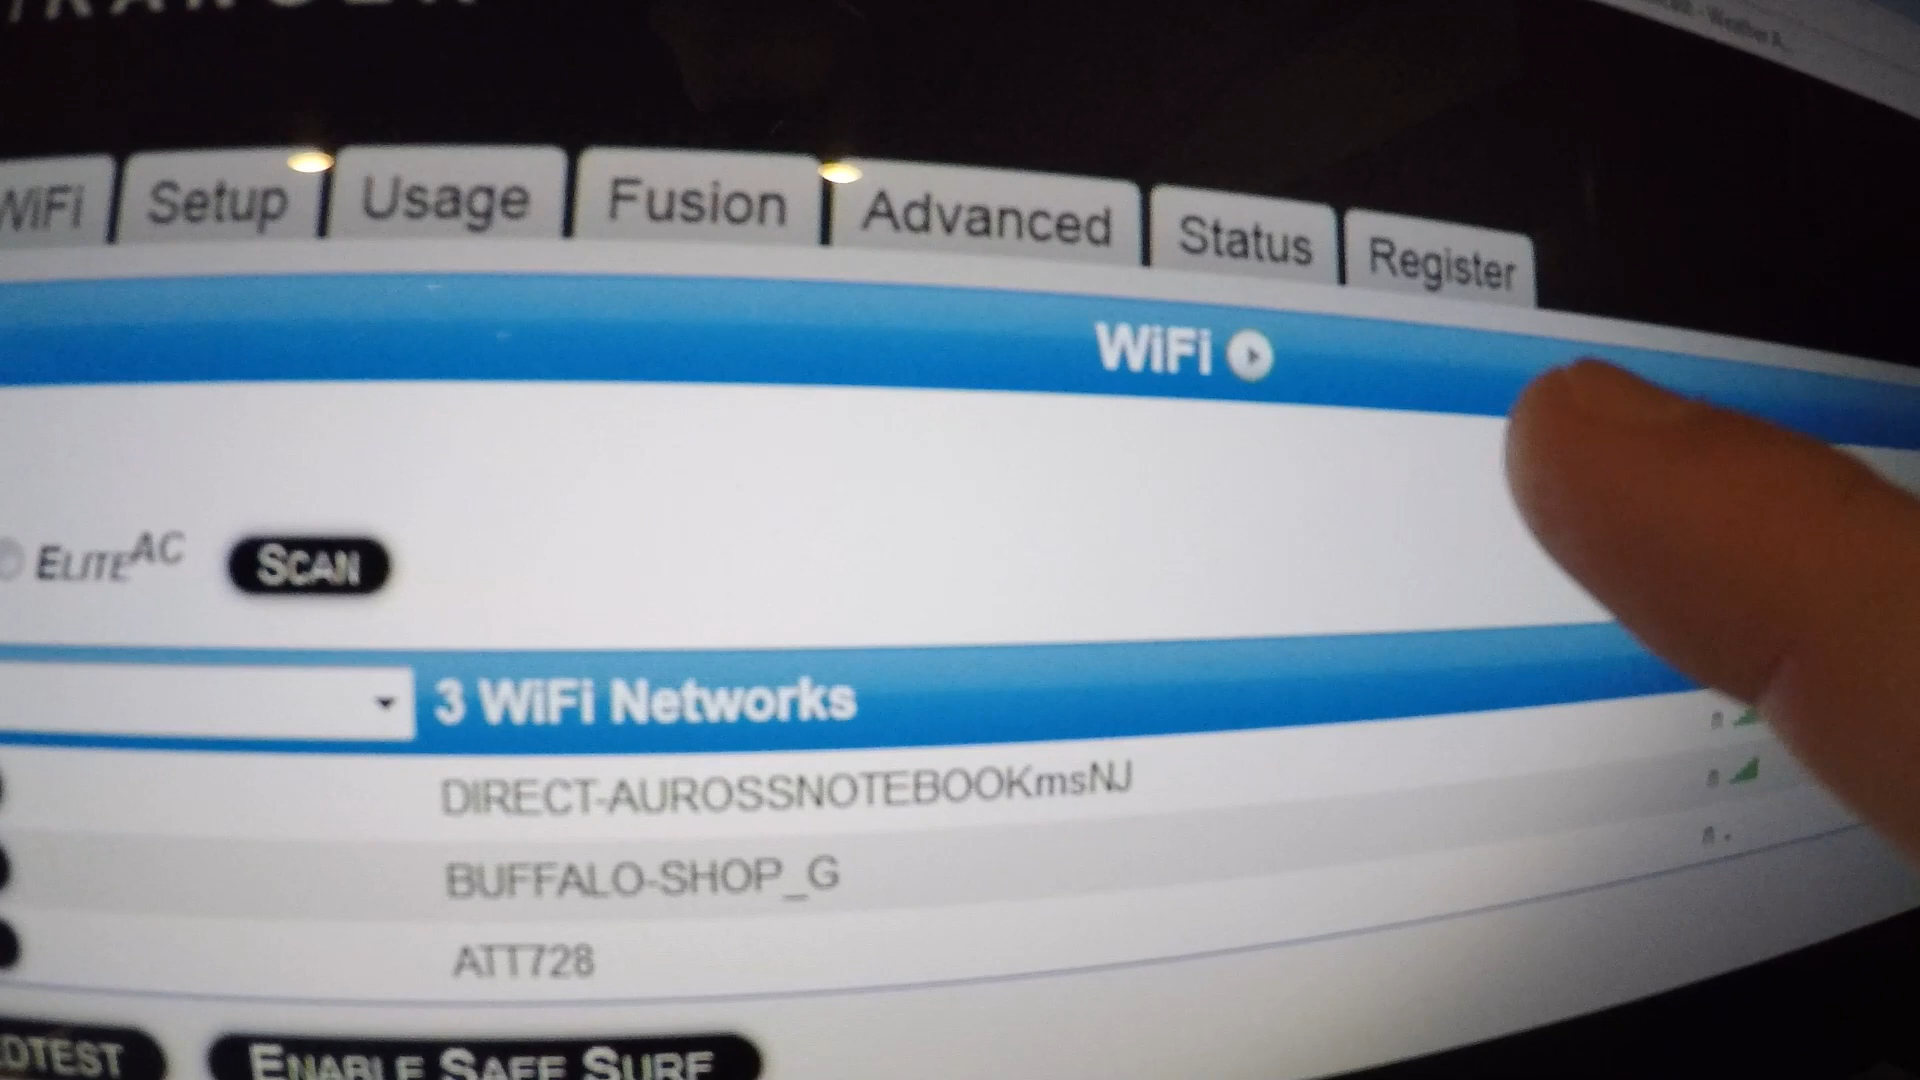 WiFi Setup Usage Fusion Advanced Status Register
WiFi
ELITEAC SCAN
3 WiFi Networks
DIRECT-AUROSSNOTEBOOKmsNJ n
BUFFALO-SHOP_G n
ATT728 n
ENABLE SAFE SURF